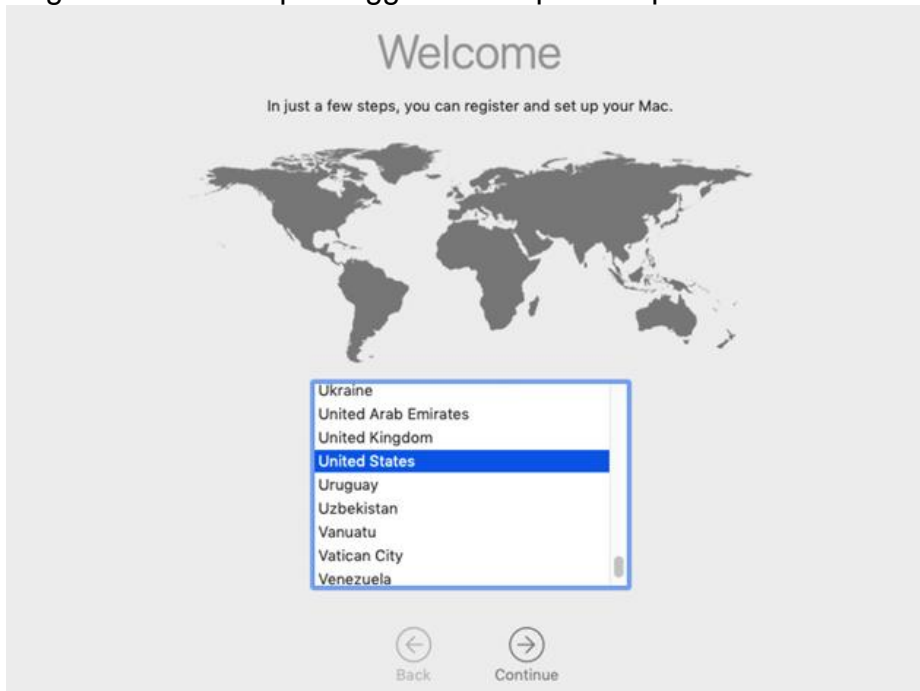 Welcome
In just a few steps, you can register and set up your Mac.
Ukraine
United Arab Emirates
United Kingdom
United States
Uruguay
Uzbekistan
Vanuatu
Vatican City
Venezuela
Back Continue